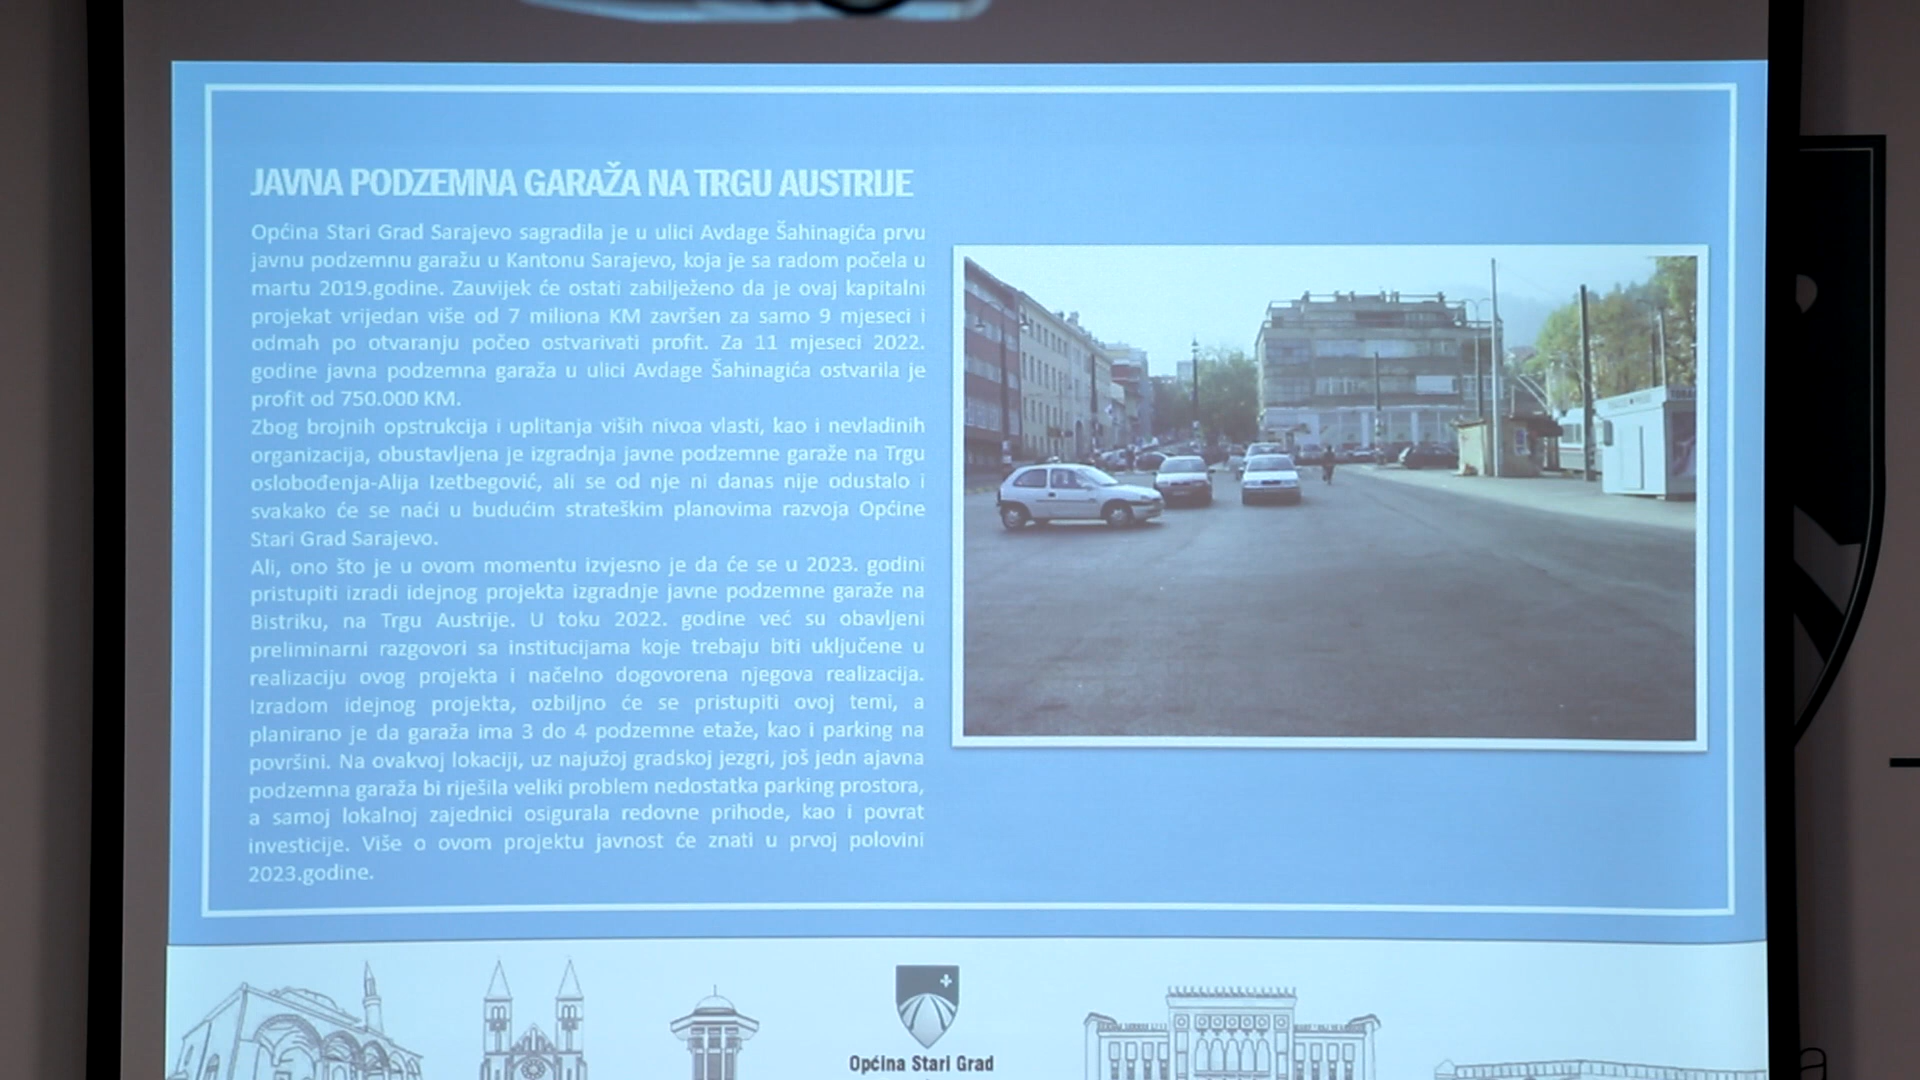 JAVNA PODZEMNA GARAŽA NA TRGU AUSTRIJE
Općina Stari Grad Sarajevo sagradila je u ulici Avdage Šahinagića prvu
javnu podzemnu garažu u Kantonu Sarajevo, koja je sa radom počela u
martu 2019.godine. Zauvijek će ostati zabilježeno da je ovaj kapitalni
projekat vrijedan više od 7 miliona KM završen za samo 9 mjeseci i
odmah po otvaranju počeo ostvarivati profit. Za 11 mjeseci 2022.
godine javna podzemna garaža u ulici Avdage Šahinagića ostvarila je
profit od 750.000 KM.
Zbog brojnih opstrukcija i uplitanja viših nivoa vlasti, kao i nevladinih
organizacija, obustavljena je izgradnja javne podzemne garaže na Trgu
oslobođenja-Alija Izetbegović, ali se od nje ni danas nije odustalo i
svakako će se naći u budućim strateškim planovima razvoja Općine
Stari Grad Sarajevo.
Ali, ono što je u ovom momentu izvjesno je da će se u 2023. godini
pristupiti izradi idejnog projekta izgradnje javne podzemne garaže na
Bistriku, na Trgu Austrije. U toku 2022. godine već su obavljeni
preliminarni razgovori sa institucijama koje trebaju biti uključene u
realizaciju ovog projekta i načelno dogovorena njegova realizacija.
Izradom idejnog projekta, ozbiljno će se pristupiti ovoj temi, a
planirano je da garaža ima 3 do 4 podzemne etaže, kao i parking na
površini. Na ovakvoj lokaciji, uz najužoj gradskoj jezgri, još jedn ajavna
podzemna garaža bi riješila veliki problem nedostatka parking prostora,
a samoj lokalnoj zajednici osigurala redovne prihode, kao i povrat
investicije. Više o ovom projektu javnost će znati u prvoj polovini
2023.godine.
Općina Stari Grad